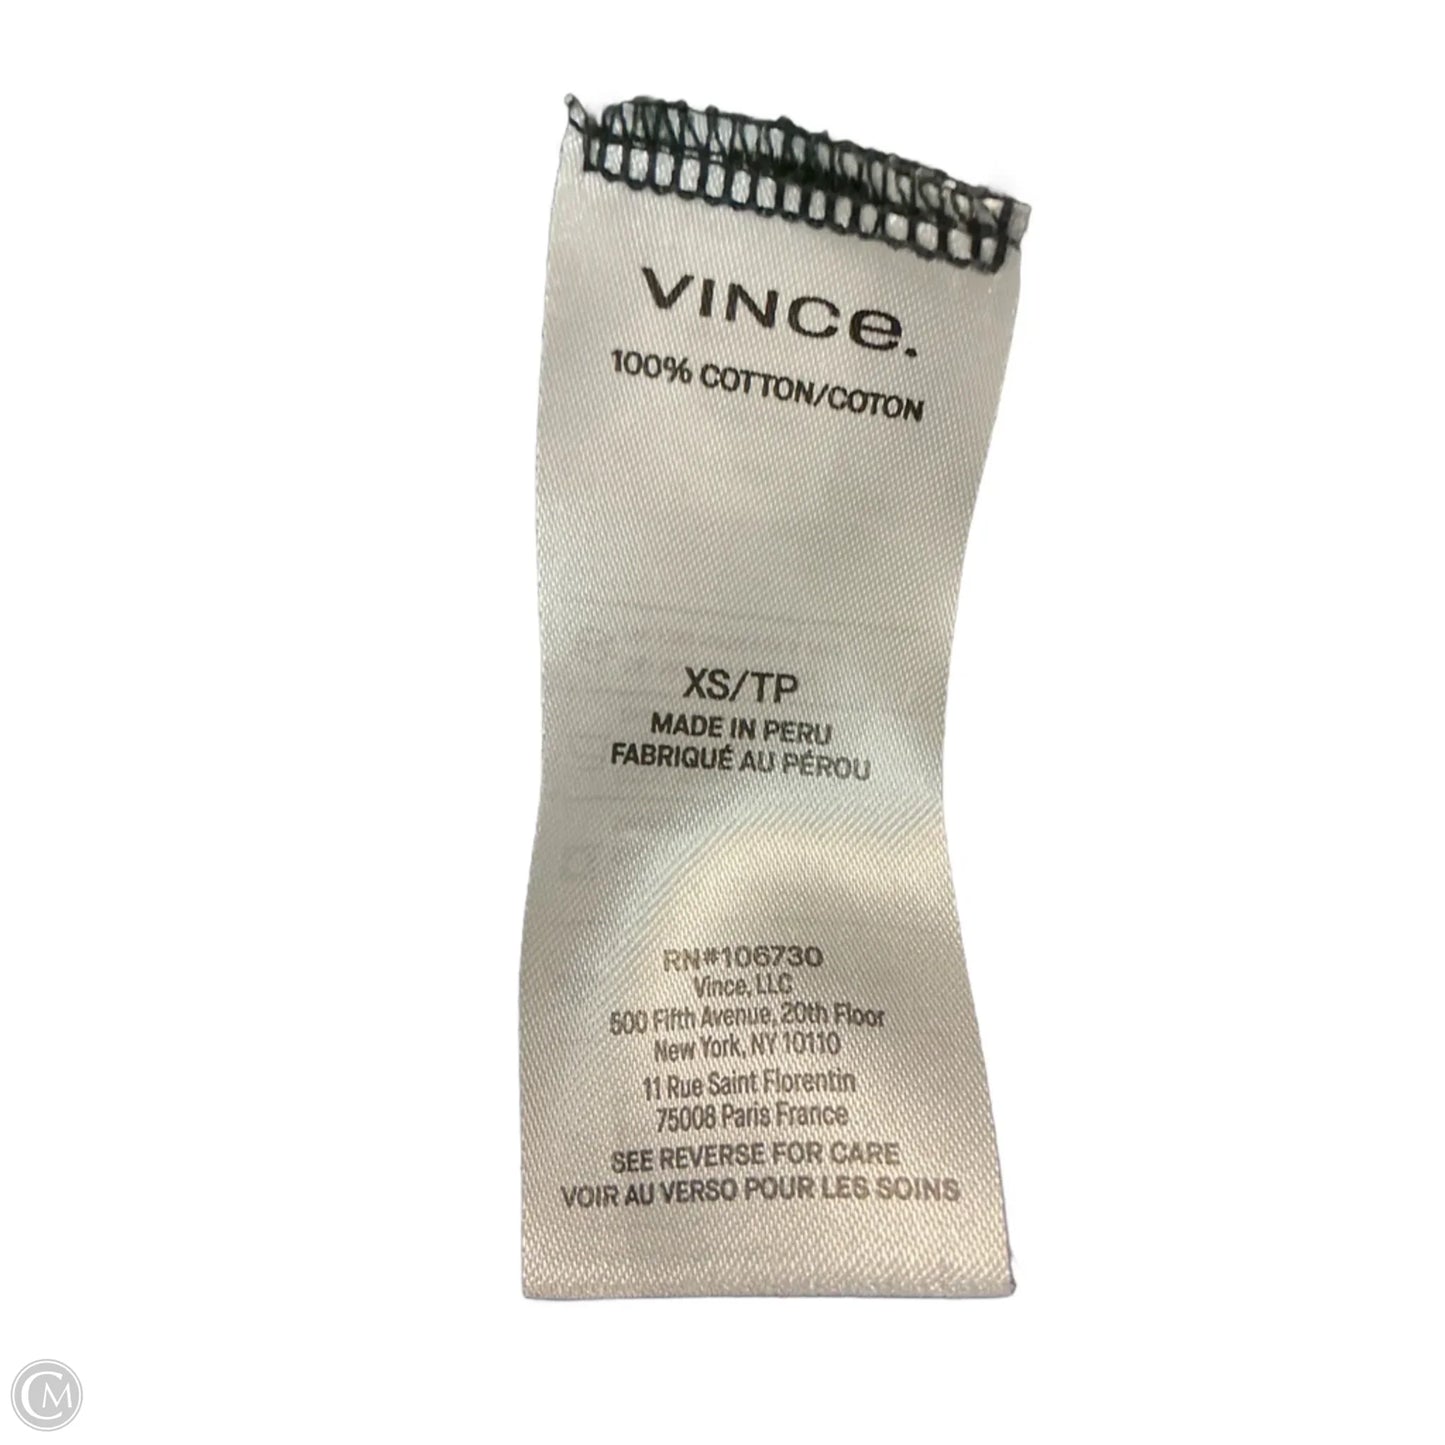 VINCe.
100% COTTON/COTON
XS/TP
MADE IN PERU
FABRIQUÉ AU PÉROU
RN#106730
Vince, LLC
500 Fifth Avenue, 20th Floor
New York, NY 10110
11 Rue Saint Florentin
75008 Paris France
SEE REVERSE FOR CARE
VOIR AU VERSO POUR LES SOINS
CM